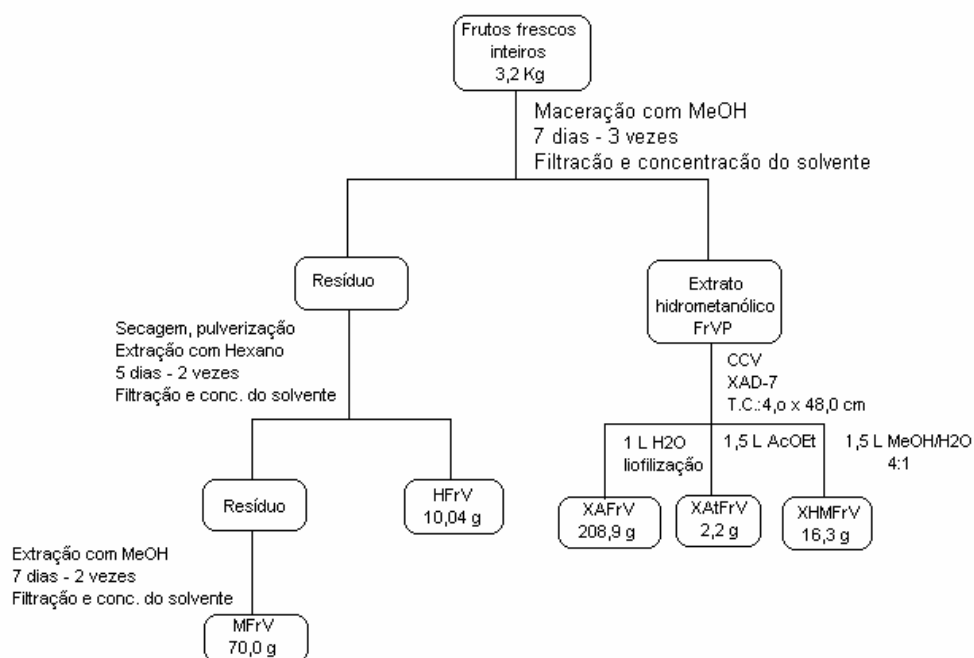 Frutos frescos
inteiros
3,2 Kg
Maceração com MeOH
7 dias - 3 vezes
Filtracão e concentracão do solvente
Resíduo
Extrato
hidrometanólico
FrVP
Secagem, pulverização
Extração com Hexano
5 dias - 2 vezes
Filtração e conc. do solvente
CCV
XAD-7
T.C.:4,o x 48,0 cm
1 L H2O
liofilização
1,5 L AcOEt
1,5 L MeOH/H2O
4:1
Resíduo
HFrV
10,04 g
XAFrV
208,9 g
XAtFrV
2,2 g
XHMFrV
16,3 g
Extração com MeOH
7 dias - 2 vezes
Filtração e conc. do solvente
MFrV
70,0 g